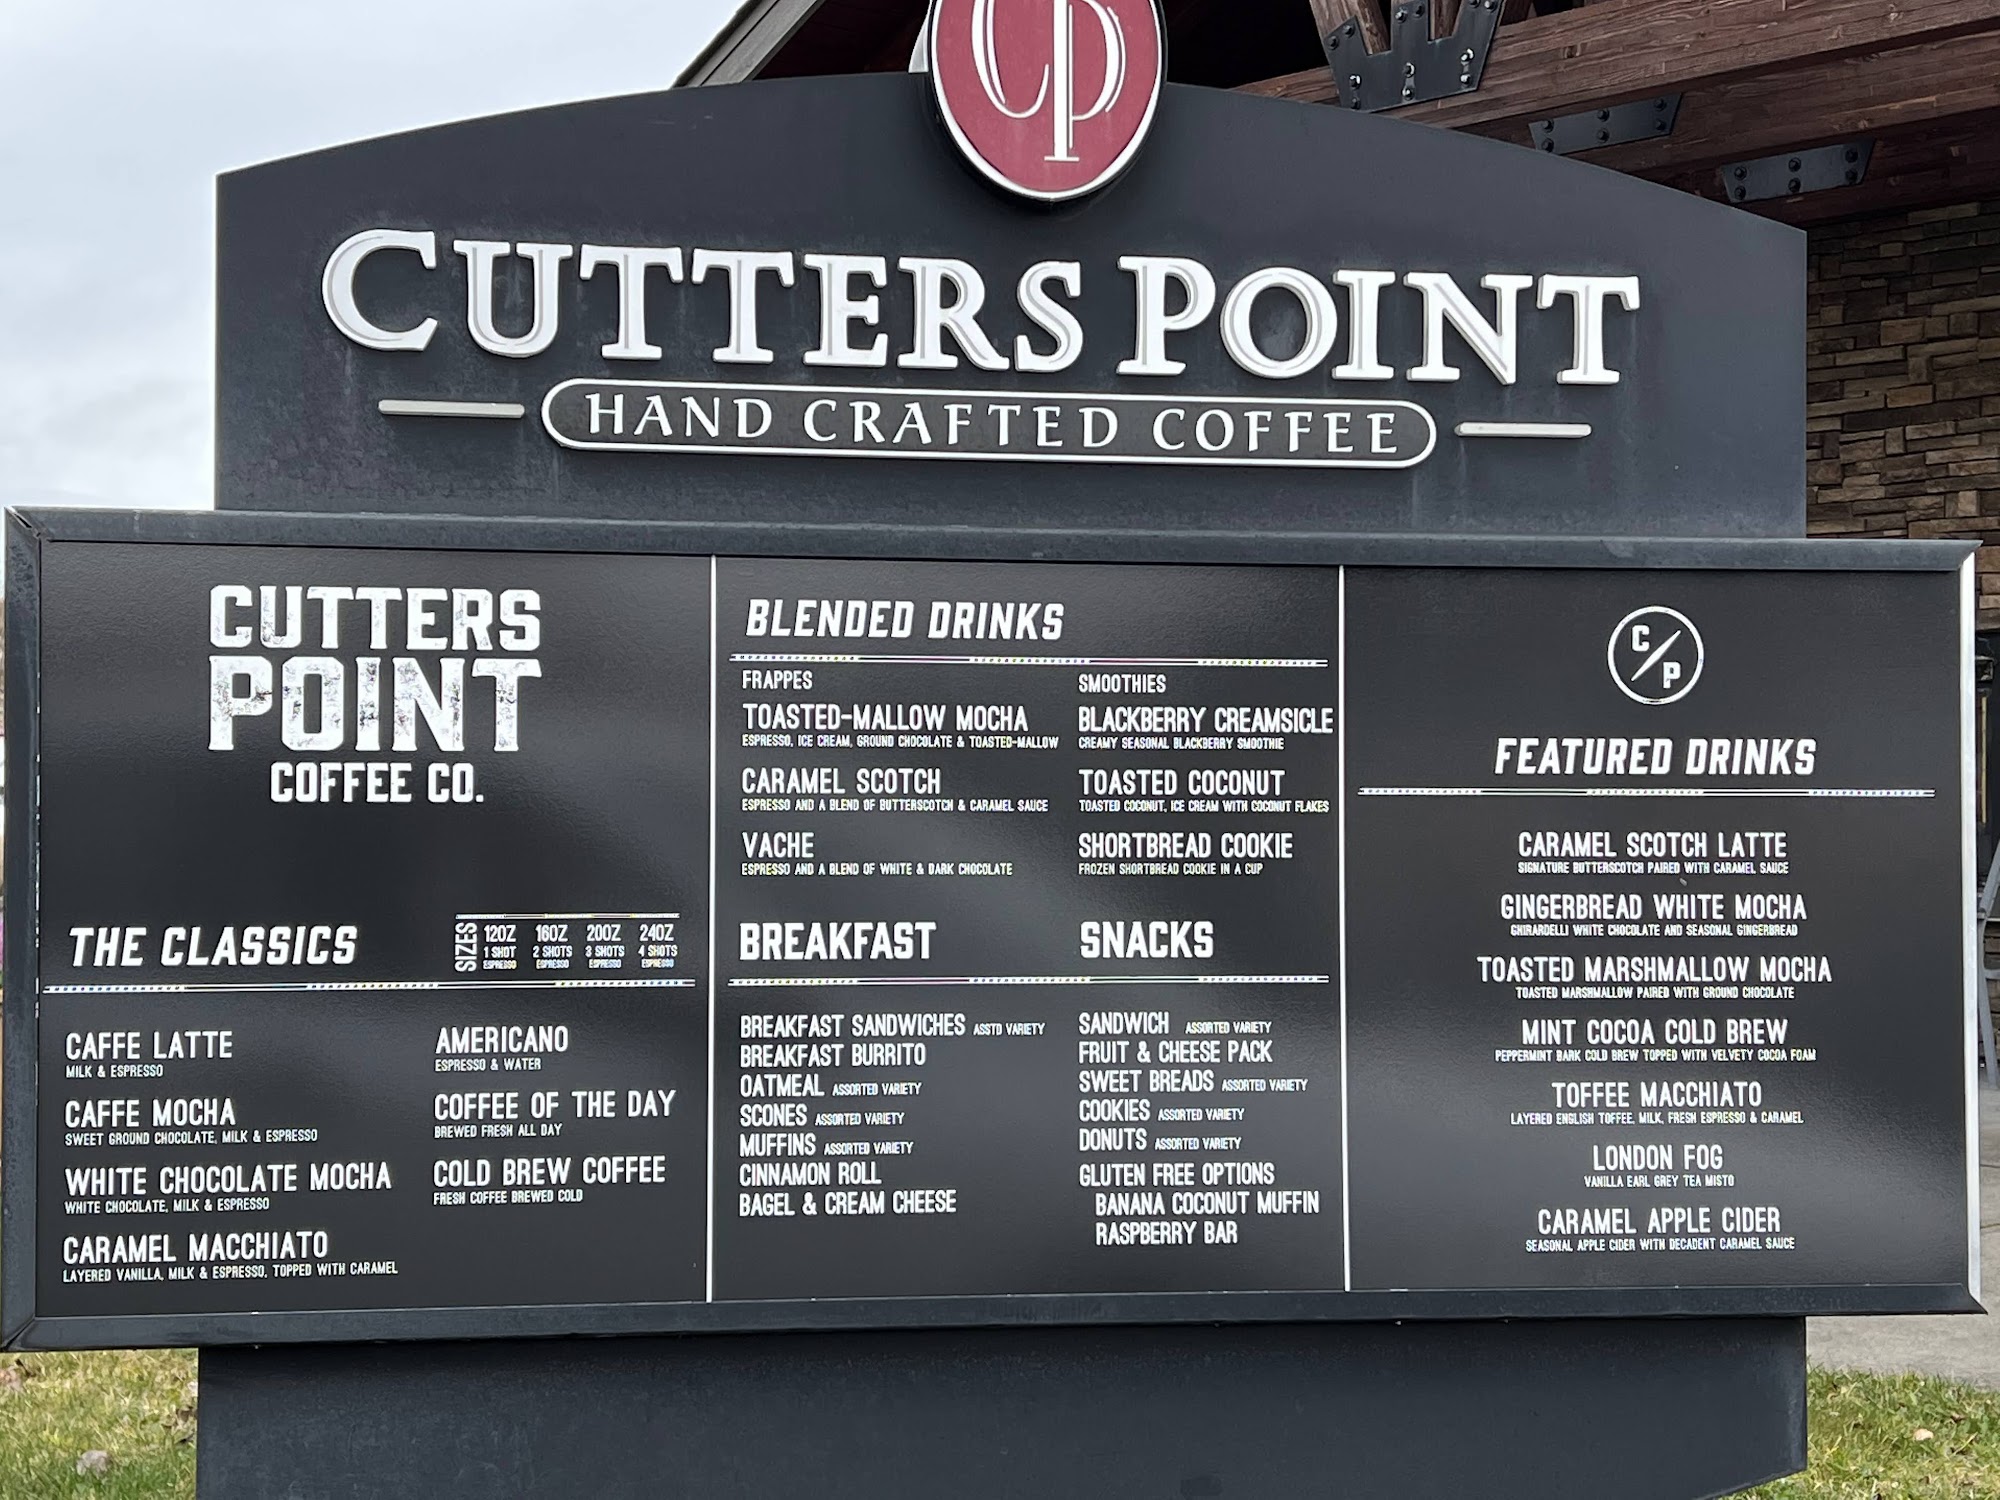 CP
CUTTERS POINT
HAND CRAFTED COFFEE
CUTTERS
POINT
COFFEE CO.
THE CLASSICS
SIZES
12OZ 16OZ 20OZ 24OZ
1 SHOT 2 SHOTS 3 SHOTS 4 SHOTS
ESPRESSO ESPRESSO ESPRESSO ESPRESSO
CAFFE LATTE
MILK & ESPRESSO
CAFFE MOCHA
SWEET GROUND CHOCOLATE, MILK & ESPRESSO
WHITE CHOCOLATE MOCHA
WHITE CHOCOLATE, MILK & ESPRESSO
CARAMEL MACCHIATO
LAYERED VANILLA, MILK & ESPRESSO, TOPPED WITH CARAMEL
AMERICANO
ESPRESSO & WATER
COFFEE OF THE DAY
BREWED FRESH ALL DAY
COLD BREW COFFEE
FRESH COFFEE BREWED COLD
BLENDED DRINKS
FRAPPES
TOASTED-MALLOW MOCHA
ESPRESSO, ICE CREAM, GROUND CHOCOLATE & TOASTED-MALLOW
CARAMEL SCOTCH
ESPRESSO AND A BLEND OF BUTTERSCOTCH & CARAMEL SAUCE
VACHE
ESPRESSO AND A BLEND OF WHITE & DARK CHOCOLATE
SMOOTHIES
BLACKBERRY CREAMSICLE
CREAMY SEASONAL BLACKBERRY SMOOTHIE
TOASTED COCONUT
TOASTED COCONUT, ICE CREAM WITH COCONUT FLAKES
SHORTBREAD COOKIE
FROZEN SHORTBREAD COOKIE IN A CUP
BREAKFAST
BREAKFAST SANDWICHES ASSTD VARIETY
BREAKFAST BURRITO
OATMEAL ASSORTED VARIETY
SCONES ASSORTED VARIETY
MUFFINS ASSORTED VARIETY
CINNAMON ROLL
BAGEL & CREAM CHEESE
SNACKS
SANDWICH ASSORTED VARIETY
FRUIT & CHEESE PACK
SWEET BREADS ASSORTED VARIETY
COOKIES ASSORTED VARIETY
DONUTS ASSORTED VARIETY
GLUTEN FREE OPTIONS
BANANA COCONUT MUFFIN
RASPBERRY BAR
C/P
FEATURED DRINKS
CARAMEL SCOTCH LATTE
SIGNATURE BUTTERSCOTCH PAIRED WITH CARAMEL SAUCE
GINGERBREAD WHITE MOCHA
GHIRARDELLI WHITE CHOCOLATE AND SEASONAL GINGERBREAD
TOASTED MARSHMALLOW MOCHA
TOASTED MARSHMALLOW PAIRED WITH GROUND CHOCOLATE
MINT COCOA COLD BREW
PEPPERMINT BARK COLD BREW TOPPED WITH VELVETY COCOA FOAM
TOFFEE MACCHIATO
LAYERED ENGLISH TOFFEE, MILK, FRESH ESPRESSO & CARAMEL
LONDON FOG
VANILLA EARL GREY TEA MISTO
CARAMEL APPLE CIDER
SEASONAL APPLE CIDER WITH DECADENT CARAMEL SAUCE